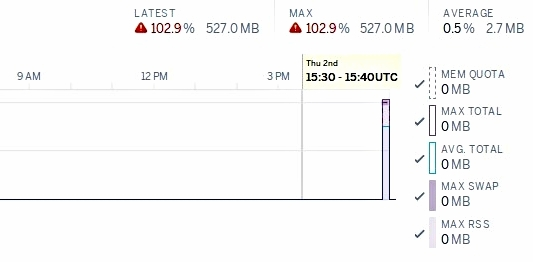 LATEST
102.9% 527.0 MB
MAX
102.9% 527.0 MB
AVERAGE
0.5% 2.7 MB
9 AM
12 PM
3 PM
Thu 2nd
15:30 - 15:40UTC
MEM QUOTA
0 MB
MAX TOTAL
0 MB
AVG. TOTAL
0 MB
MAX SWAP
0 MB
MAX RSS
0 MB